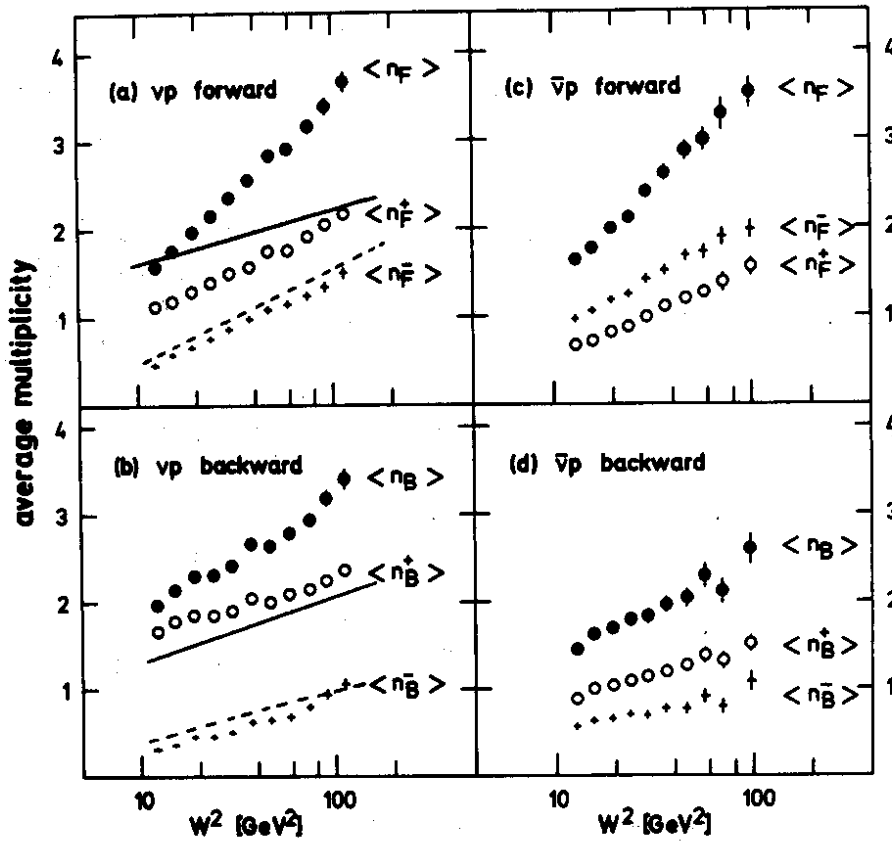 average multiplicity
(a) νp forward
< n_F >
< n_F^+ >
< n_F^- >
4
3
2
1
(c) ν̄p forward
< n_F >
< n_F^- >
< n_F^+ >
4
3
2
1
(b) νp backward
< n_B >
< n_B^+ >
< n_B^- >
4
3
2
1
(d) ν̄p backward
< n_B >
< n_B^+ >
< n_B^- >
4
3
2
1
10 100
W² [GeV²]
10 100
W² [GeV²]